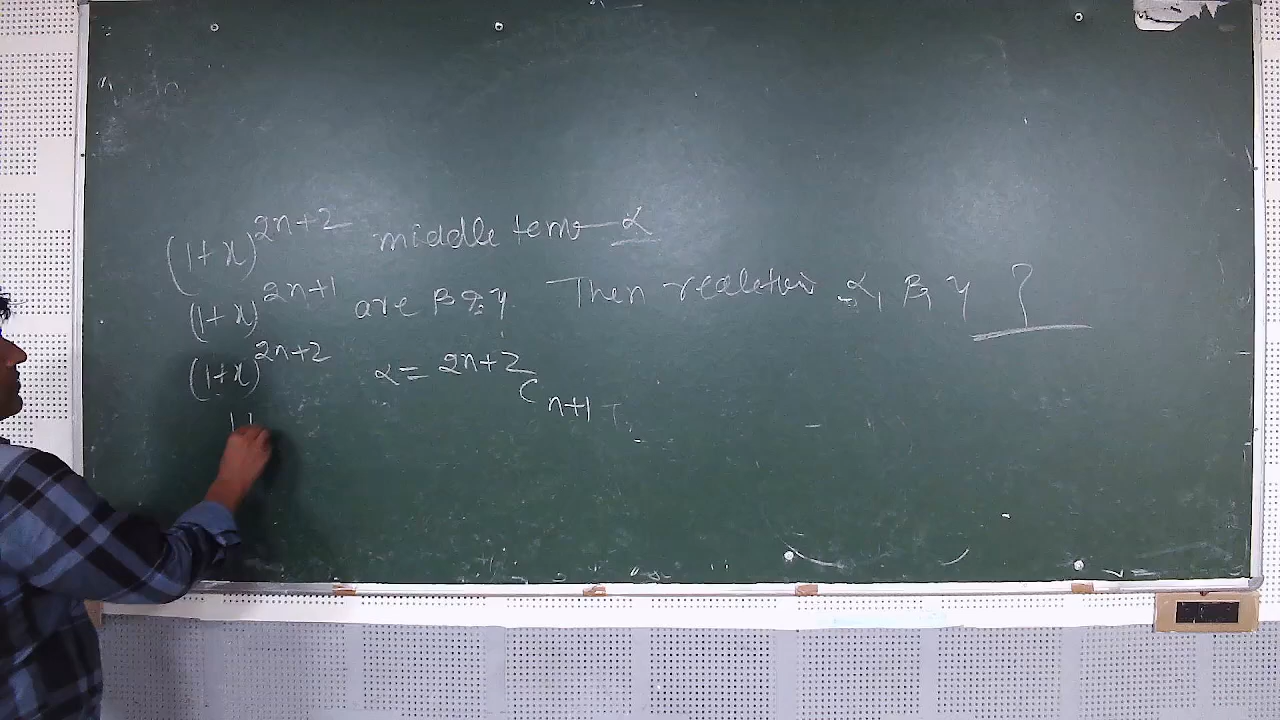 (1+x)^2n+2 middle term α
(1+x)^2n+1 are β & γ. Then realation α, β, γ ?
(1+x)^2n+2 α = 2n+2 C n+1